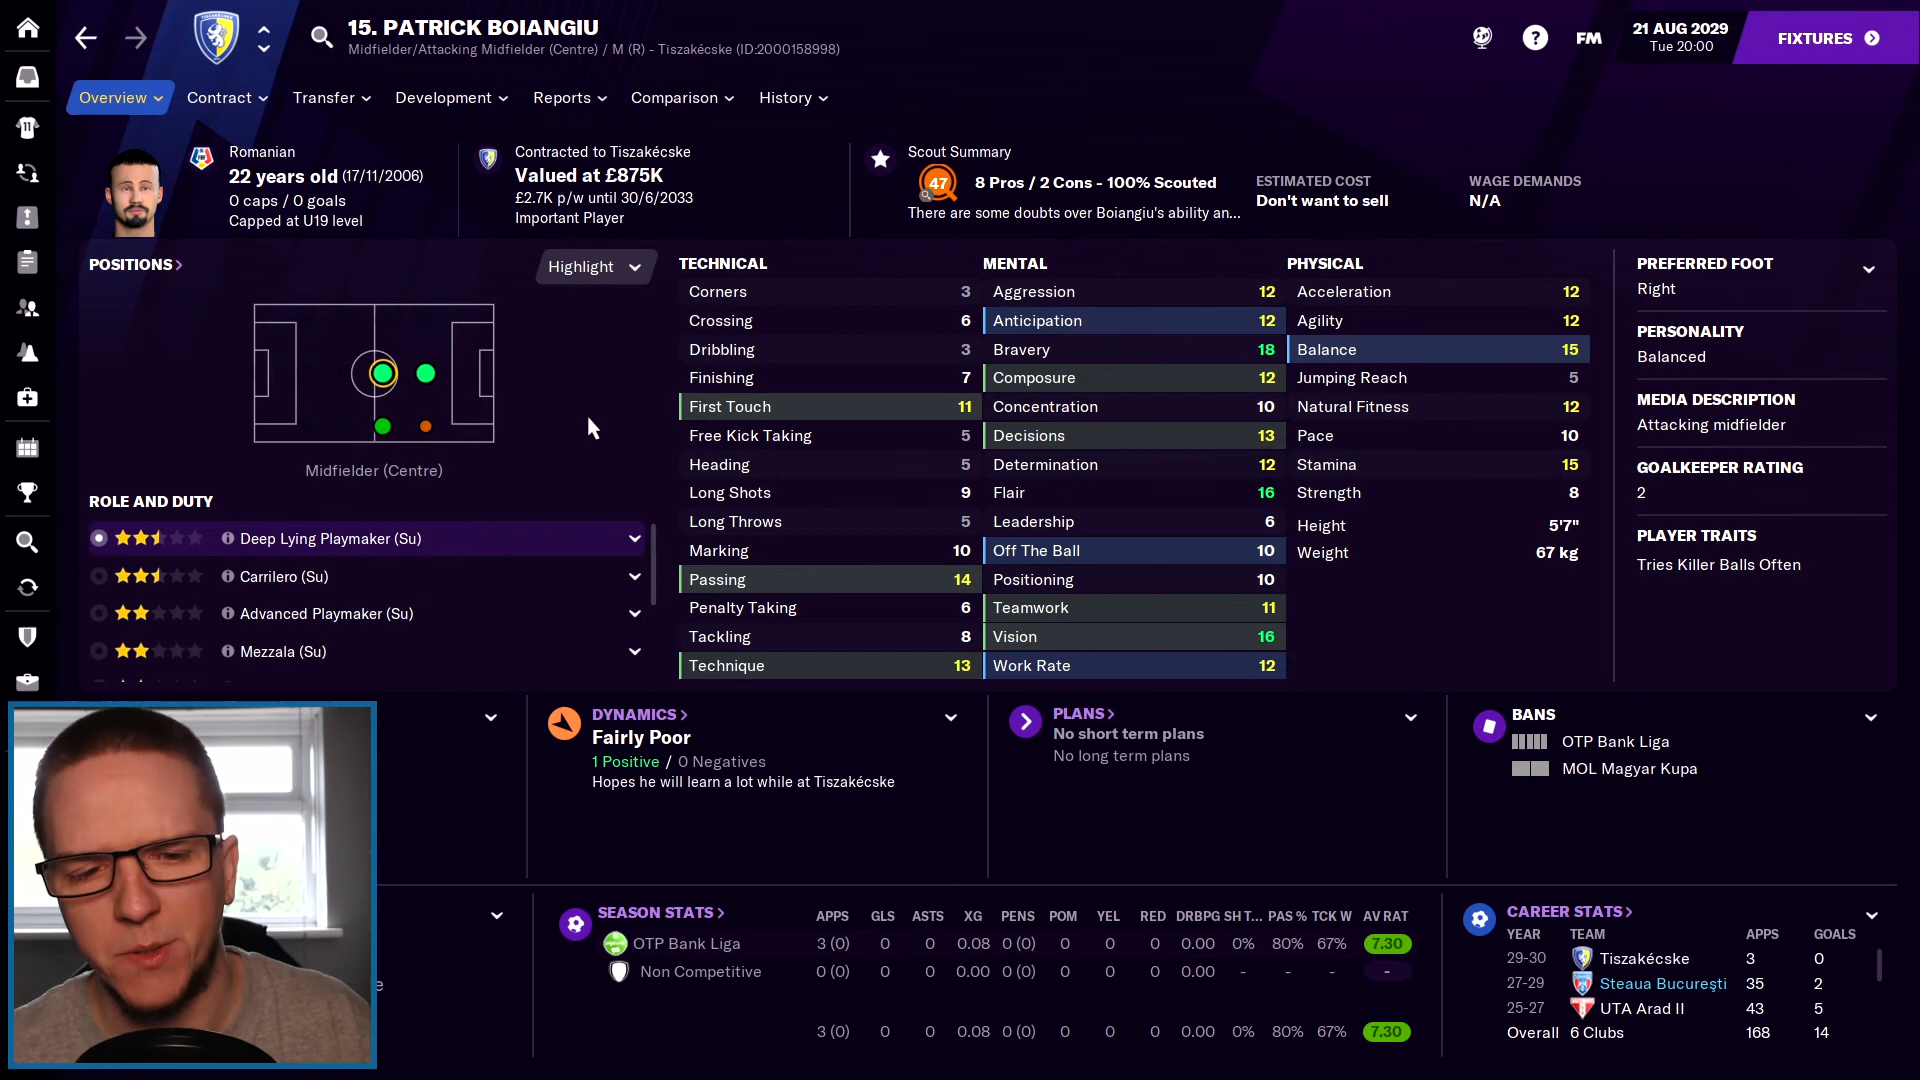 15. PATRICK BOIANGIU
Midfielder/Attacking Midfielder (Centre) / M (R) - Tiszakécske (ID:2000158998)
21 AUG 2029
Tue 20:00
FM
FIXTURES
Overview
Contract
Transfer
Development
Reports
Comparison
History
Romanian
22 years old (17/11/2006)
0 caps / 0 goals
Capped at U19 level
Contracted to Tiszakécske
Valued at £875K
£2.7K p/w until 30/6/2033
Important Player
Scout Summary
47
8 Pros / 2 Cons - 100% Scouted
There are some doubts over Boiangiu's ability an...
ESTIMATED COST
Don't want to sell
WAGE DEMANDS
N/A
POSITIONS
Highlight
Midfielder (Centre)
ROLE AND DUTY
Deep Lying Playmaker (Su)
Carrilero (Su)
Advanced Playmaker (Su)
Mezzala (Su)
TECHNICAL
Corners 3
Crossing 6
Dribbling 3
Finishing 7
First Touch 11
Free Kick Taking 5
Heading 5
Long Shots 9
Long Throws 5
Marking 10
Passing 14
Penalty Taking 6
Tackling 8
Technique 13
MENTAL
Aggression 12
Anticipation 12
Bravery 18
Composure 12
Concentration 10
Decisions 13
Determination 12
Flair 16
Leadership 6
Off The Ball 10
Positioning 10
Teamwork 11
Vision 16
Work Rate 12
PHYSICAL
Acceleration 12
Agility 12
Balance 15
Jumping Reach 5
Natural Fitness 12
Pace 10
Stamina 15
Strength 8
Height 5'7"
Weight 67 kg
PREFERRED FOOT
Right
PERSONALITY
Balanced
MEDIA DESCRIPTION
Attacking midfielder
GOALKEEPER RATING
2
PLAYER TRAITS
Tries Killer Balls Often
DYNAMICS
Fairly Poor
1 Positive / 0 Negatives
Hopes he will learn a lot while at Tiszakécske
PLANS
No short term plans
No long term plans
BANS
OTP Bank Liga
MOL Magyar Kupa
SEASON STATS APPS GLS ASTS XG PENS POM YEL RED DRBPG SH T... PAS % TCK W AV RAT
OTP Bank Liga 3 (0) 0 0 0.08 0 (0) 0 0 0 0.00 0% 80% 67% 7.30
Non Competitive 0 (0) 0 0 0.00 0 (0) 0 0 0 0.00 - - - -
3 (0) 0 0 0.08 0 (0) 0 0 0 0.00 0% 80% 67% 7.30
CAREER STATS
YEAR TEAM APPS GOALS
29-30 Tiszakécske 3 0
27-29 Steaua Bucureşti 35 2
25-27 UTA Arad II 43 5
Overall 6 Clubs 168 14